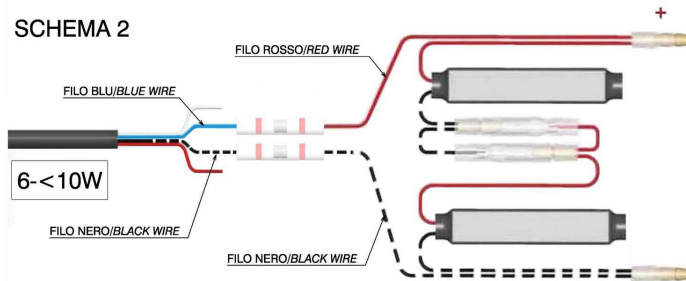 SCHEMA 2
+
FILO ROSSO/RED WIRE
FILO BLU/BLUE WIRE
6-<10W
FILO NERO/BLACK WIRE
FILO NERO/BLACK WIRE